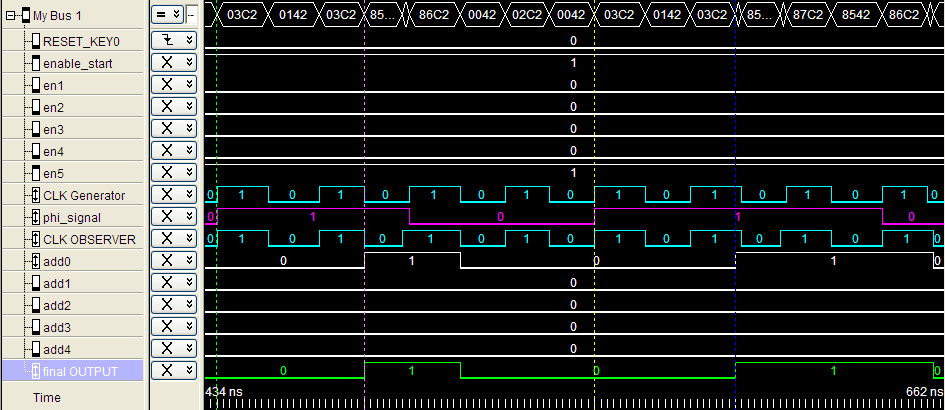 My Bus 1 = 03C2 0142 03C2 85... 86C2 0042 02C2 0042 03C2 0142 03C2 85... 87C2 8542 86C2
RESET_KEY0 0
enable_start X 1
en1 X 0
en2 X 0
en3 X 0
en4 X 0
en5 X 1
CLK Generator X 0 1 0 1 0 1 0 1 0 1 0 1 0 1 0 1 0
phi_signal X 0 1 0 1 0
CLK OBSERVER X 0 1 0 1 0 1 0 1 0 1 0 1 0 1 0 1 0
add0 X 0 1 0 1 0
add1 X 0
add2 X 0
add3 X 0
add4 X 0
final OUTPUT X 0 1 0 1 0
Time 434 ns 662 ns